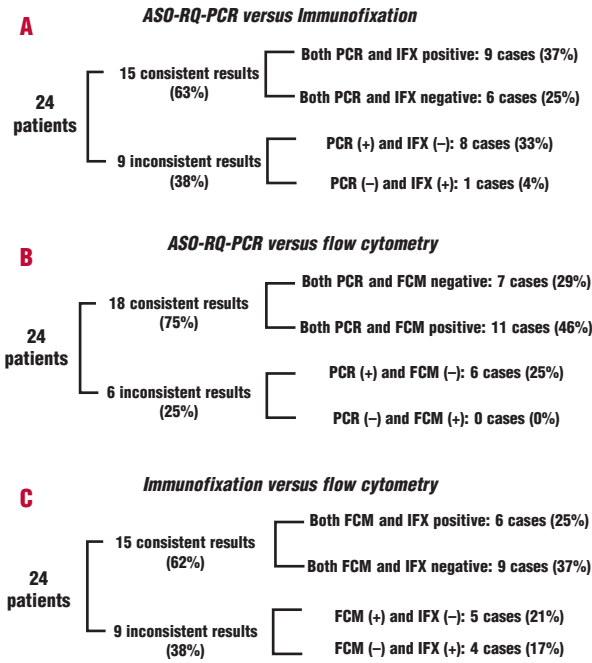 A
ASO-RQ-PCR versus Immunofixation
24
patients
15 consistent results
(63%)
Both PCR and IFX positive: 9 cases (37%)
Both PCR and IFX negative: 6 cases (25%)
9 inconsistent results
(38%)
PCR (+) and IFX (–): 8 cases (33%)
PCR (–) and IFX (+): 1 cases (4%)
B
ASO-RQ-PCR versus flow cytometry
24
patients
18 consistent results
(75%)
Both PCR and FCM negative: 7 cases (29%)
Both PCR and FCM positive: 11 cases (46%)
6 inconsistent results
(25%)
PCR (+) and FCM (–): 6 cases (25%)
PCR (–) and FCM (+): 0 cases (0%)
C
Immunofixation versus flow cytometry
24
patients
15 consistent results
(62%)
Both FCM and IFX positive: 6 cases (25%)
Both FCM and IFX negative: 9 cases (37%)
9 inconsistent results
(38%)
FCM (+) and IFX (–): 5 cases (21%)
FCM (–) and IFX (+): 4 cases (17%)